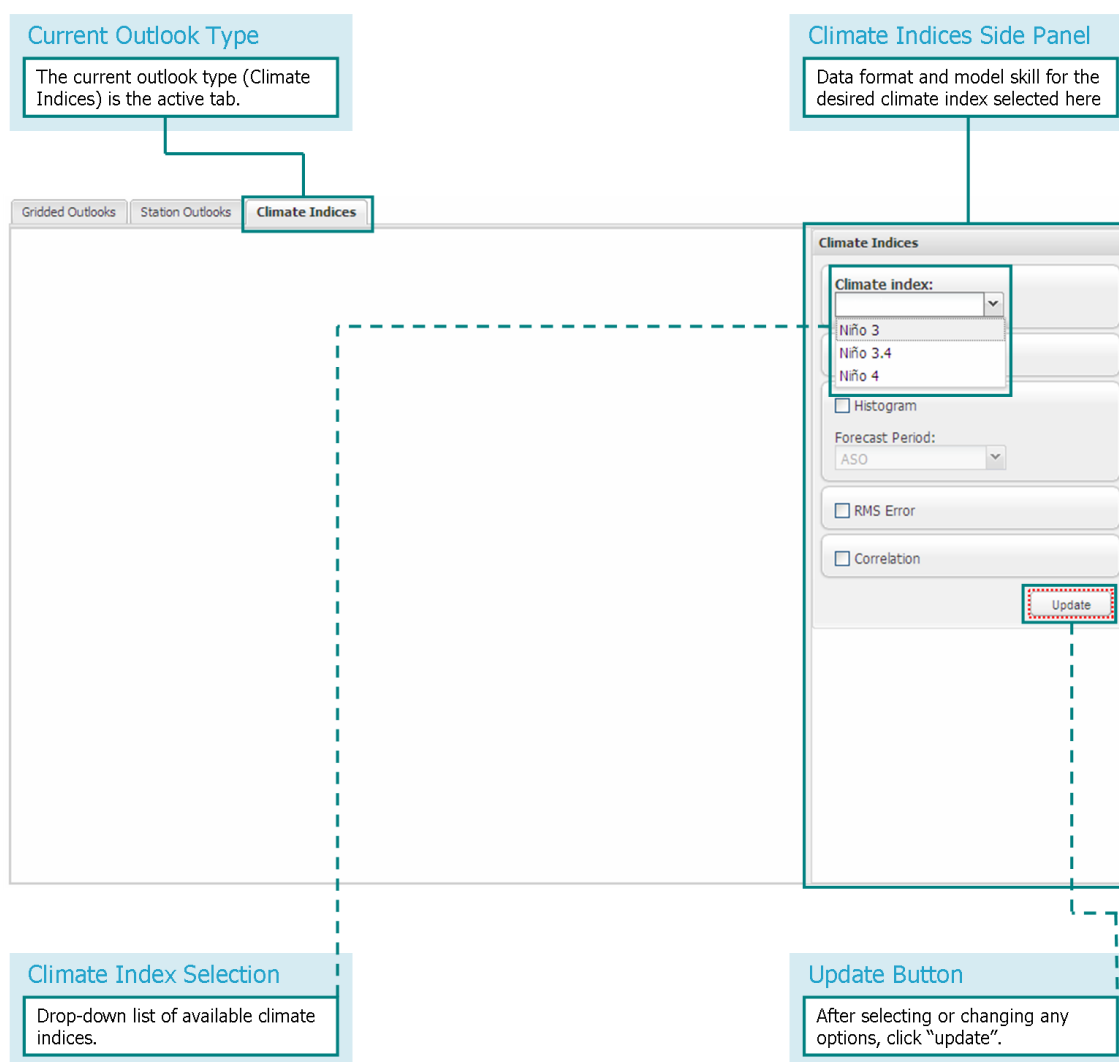 Current Outlook Type
The current outlook type (Climate
Indices) is the active tab.
Climate Indices Side Panel
Data format and model skill for the
desired climate index selected here
Gridded Outlooks
Station Outlooks
Climate Indices
Climate Indices
Climate index:
Niño 3
Niño 3.4
Niño 4
Histogram
Forecast Period:
ASO
RMS Error
Correlation
Update
Climate Index Selection
Drop-down list of available climate
indices.
Update Button
After selecting or changing any
options, click “update”.